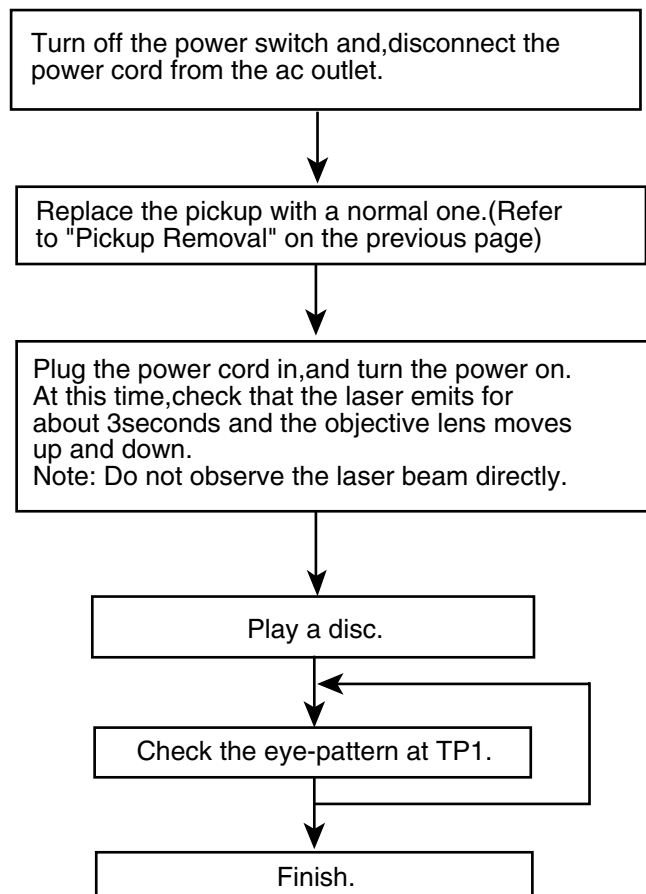 Turn off the power switch and,disconnect the
power cord from the ac outlet.
Replace the pickup with a normal one.(Refer
to "Pickup Removal" on the previous page)
Plug the power cord in,and turn the power on.
At this time,check that the laser emits for
about 3seconds and the objective lens moves
up and down.
Note: Do not observe the laser beam directly.
Play a disc.
Check the eye-pattern at TP1.
Finish.